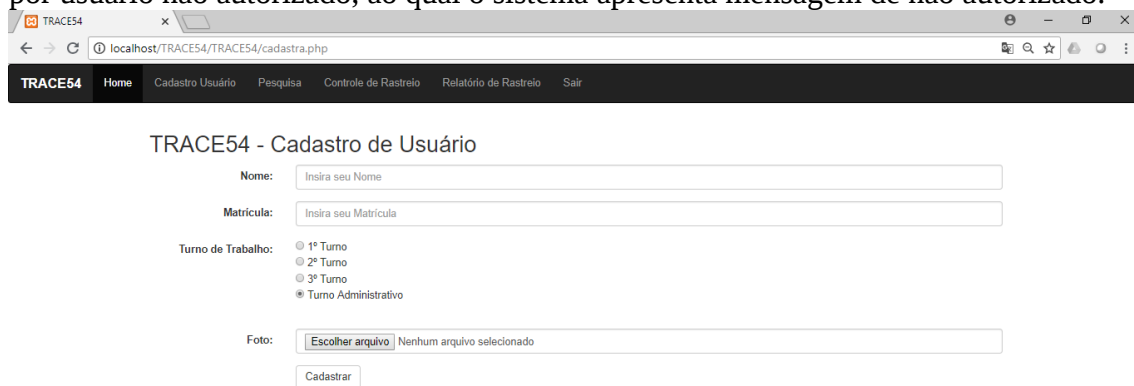 por usuário não autorizado, ao qual o sistema apresenta mensagem de não autorizado.
TRACE54
localhost/TRACE54/TRACE54/cadastra.php
TRACE54 Home Cadastro Usuário Pesquisa Controle de Rastreio Relatório de Rastreio Sair
TRACE54 - Cadastro de Usuário
Nome: Insira seu Nome
Matricula: Insira seu Matrícula
Turno de Trabalho: 1º Turno
2º Turno
3º Turno
Turno Administrativo
Foto: Escolher arquivo Nenhum arquivo selecionado
Cadastrar